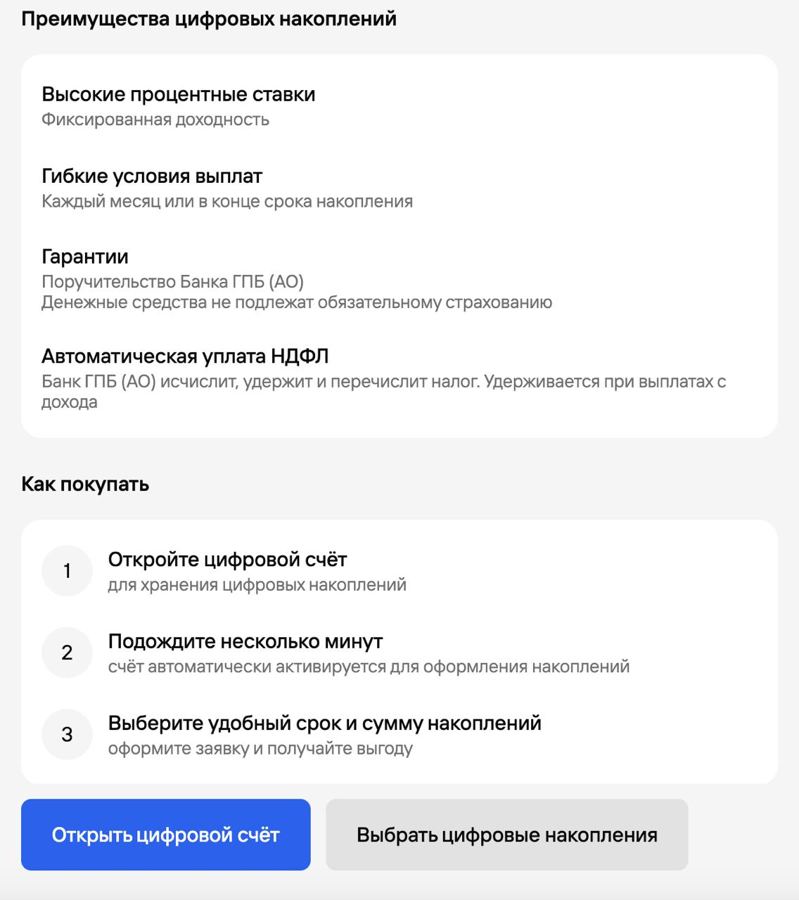 Преимущества цифровых накоплений
Высокие процентные ставки
Фиксированная доходность
Гибкие условия выплат
Каждый месяц или в конце срока накопления
Гарантии
Поручительство Банка ГПБ (АО)
Денежные средства не подлежат обязательному страхованию
Автоматическая уплата НДФЛ
Банк ГПБ (АО) исчислит, удержит и перечислит налог. Удерживается при выплатах с
дохода
Как покупать
1
Откройте цифровой счёт
для хранения цифровых накоплений
2
Подождите несколько минут
счёт автоматически активируется для оформления накоплений
3
Выберите удобный срок и сумму накоплений
оформите заявку и получайте выгоду
Открыть цифровой счёт
Выбрать цифровые накопления